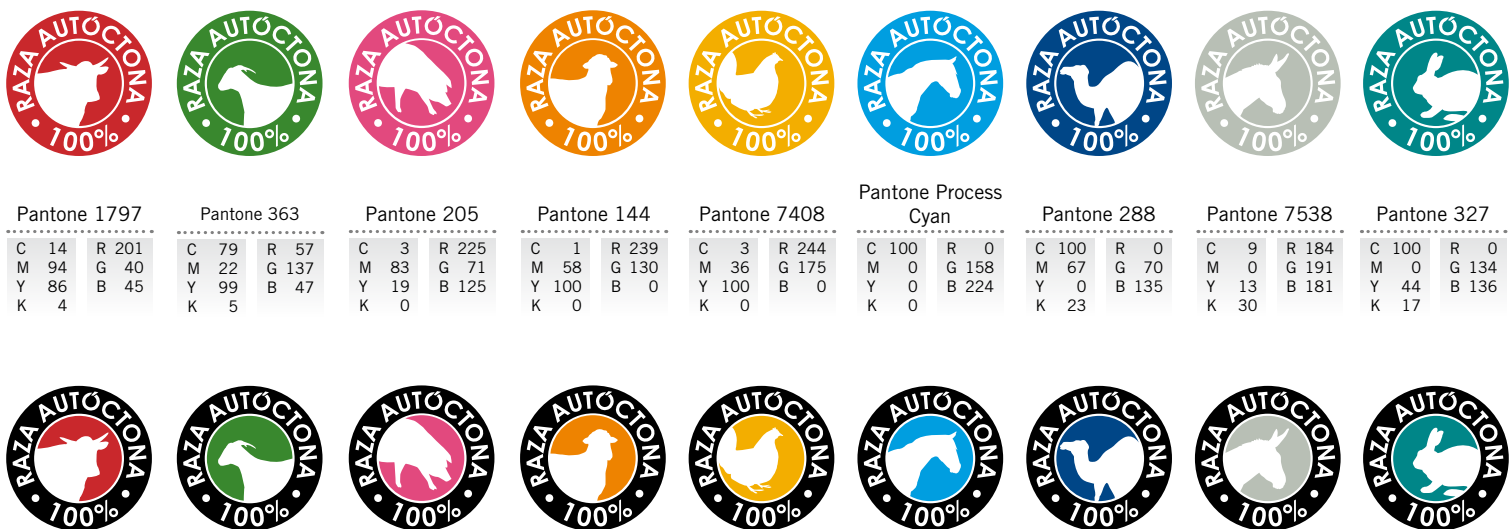 RAZA AUTÓCTONA
100%
RAZA AUTÓCTONA
100%
RAZA AUTÓCTONA
100%
RAZA AUTÓCTONA
100%
RAZA AUTÓCTONA
100%
RAZA AUTÓCTONA
100%
RAZA AUTÓCTONA
100%
RAZA AUTÓCTONA
100%
RAZA AUTÓCTONA
100%
Pantone 1797
C 14 R 201
M 94 G 40
Y 86 B 45
K 4
Pantone 363
C 79 R 57
M 22 G 137
Y 99 B 47
K 5
Pantone 205
C 3 R 225
M 83 G 71
Y 19 B 125
K 0
Pantone 144
C 1 R 239
M 58 G 130
Y 100 B 0
K 0
Pantone 7408
C 3 R 244
M 36 G 175
Y 100 B 0
K 0
Pantone Process
Cyan
C 100 R 0
M 0 G 158
Y 0 B 224
K 0
Pantone 288
C 100 R 0
M 67 G 70
Y 0 B 135
K 23
Pantone 7538
C 9 R 184
M 0 G 191
Y 13 B 181
K 30
Pantone 327
C 100 R 0
M 0 G 134
Y 44 B 136
K 17
RAZA AUTÓCTONA
100%
RAZA AUTÓCTONA
100%
RAZA AUTÓCTONA
100%
RAZA AUTÓCTONA
100%
RAZA AUTÓCTONA
100%
RAZA AUTÓCTONA
100%
RAZA AUTÓCTONA
100%
RAZA AUTÓCTONA
100%
RAZA AUTÓCTONA
100%